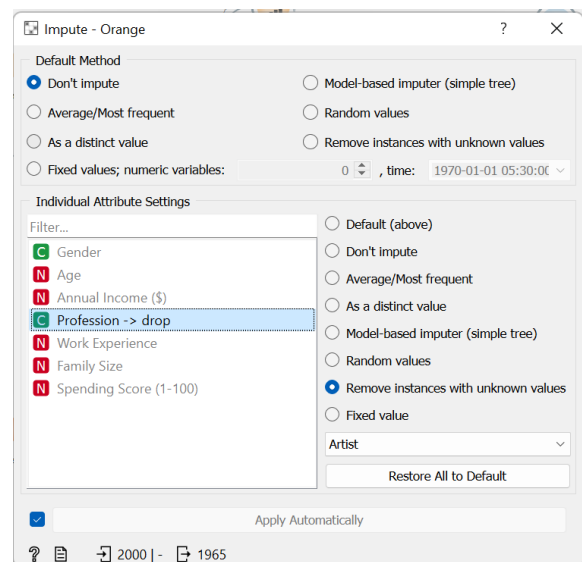 Impute - Orange
Default Method
Don't impute
Model-based imputer (simple tree)
Average/Most frequent
Random values
As a distinct value
Remove instances with unknown values
Fixed values; numeric variables: 0 , time: 1970-01-01 05:30:00
Individual Attribute Settings
Filter...
C Gender
N Age
N Annual Income ($)
C Profession -> drop
N Work Experience
N Family Size
N Spending Score (1-100)
Default (above)
Don't impute
Average/Most frequent
As a distinct value
Model-based imputer (simple tree)
Random values
Remove instances with unknown values
Fixed value
Artist
Restore All to Default
Apply Automatically
? 2000 | - 1965